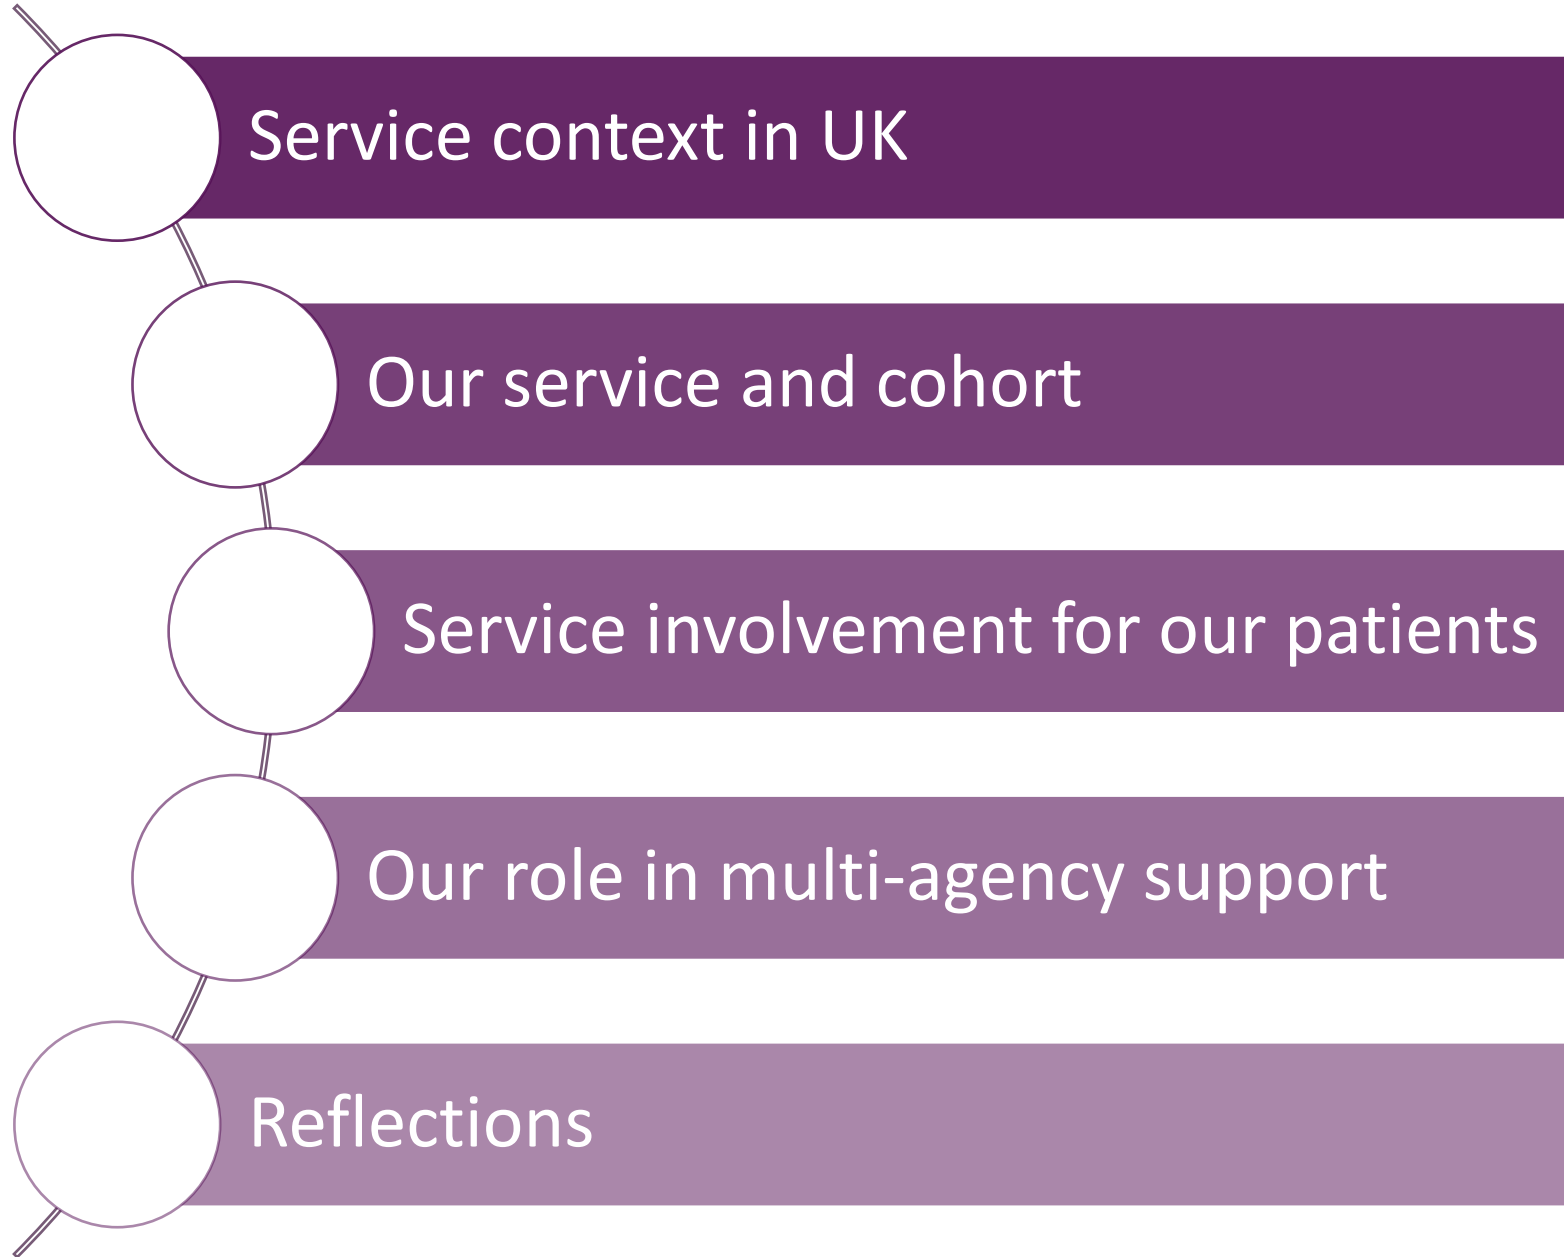 Service context in UK
Our service and cohort
Service involvement for our patients
Our role in multi-agency support
Reflections